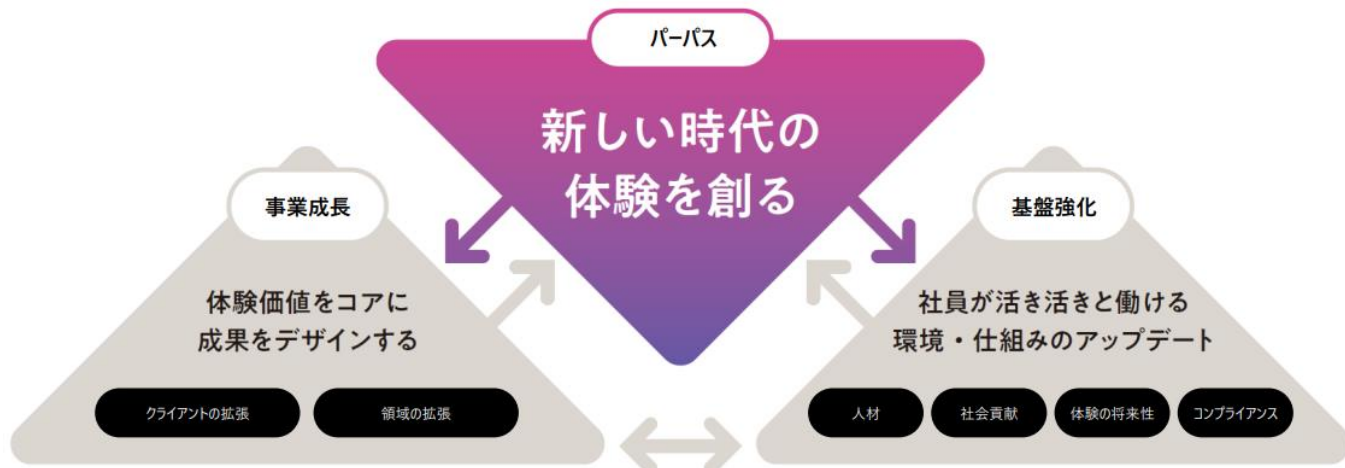 パーパス
新しい時代の
体験を創る
事業成長
体験価値をコアに
成果をデザインする
クライアントの拡張
領域の拡張
基盤強化
社員が活き活きと働ける
環境・仕組みのアップデート
人材
社会貢献
体験の将来性
コンプライアンス